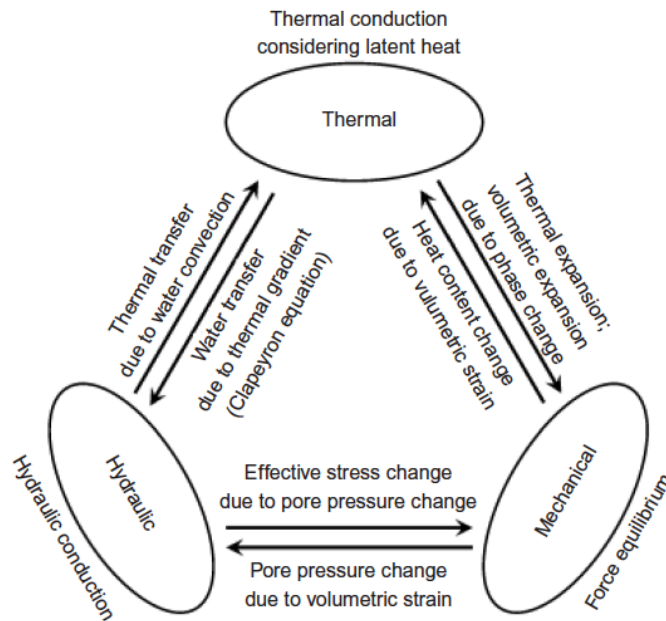 Thermal conduction
considering latent heat
Thermal
Thermal transfer
due to water convection
Water transfer
due to thermal gradient
(Clapeyron equation)
Thermal expansion;
volumetric expansion
due to phase change
Heat content change
due to vulumetric strain
Hydraulic
Hydraulic conduction
Effective stress change
due to pore pressure change
Pore pressure change
due to volumetric strain
Mechanical
Force equilibrium